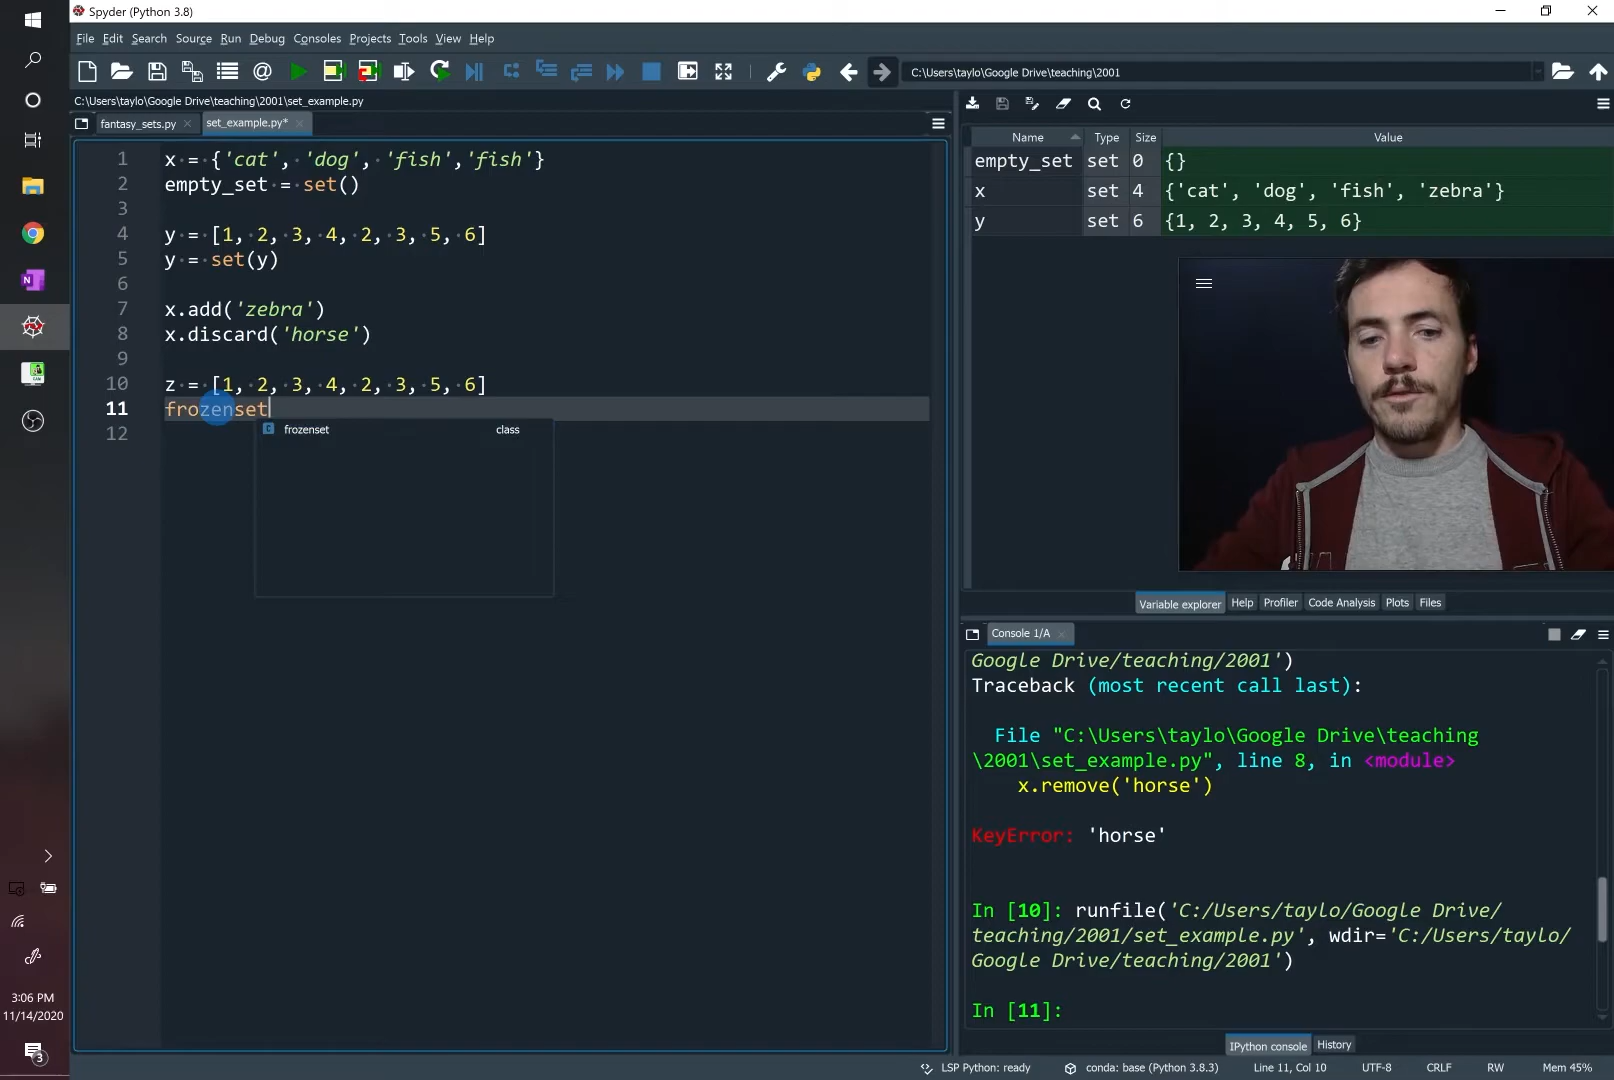 Spyder (Python 3.8)
File Edit Search Source Run Debug Consoles Projects Tools View Help
C:\Users\taylo\Google Drive\teaching\2001
C:\Users\taylo\Google Drive\teaching\2001\set_example.py
fantasy_sets.py set_example.py*
1 x = {'cat', 'dog', 'fish','fish'}
2 empty_set = set()
3
4 y = [1, 2, 3, 4, 2, 3, 5, 6]
5 y = set(y)
6
7 x.add('zebra')
8 x.discard('horse')
9
10 z = [1, 2, 3, 4, 2, 3, 5, 6]
11 frozenset
12
frozenset class
Name Type Size Value
empty_set set 0 {}
x set 4 {'cat', 'dog', 'fish', 'zebra'}
y set 6 {1, 2, 3, 4, 5, 6}
Variable explorer Help Profiler Code Analysis Plots Files
Console 1/A
Google Drive/teaching/2001')
Traceback (most recent call last):
File "C:\Users\taylo\Google Drive\teaching
\2001\set_example.py", line 8, in <module>
x.remove('horse')
KeyError: 'horse'
In [10]: runfile('C:/Users/taylo/Google Drive/
teaching/2001/set_example.py', wdir='C:/Users/taylo/
Google Drive/teaching/2001')
In [11]:
IPython console History
LSP Python: ready conda: base (Python 3.8.3) Line 11, Col 10 UTF-8 CRLF RW Mem 45%
3:06 PM
11/14/2020
3